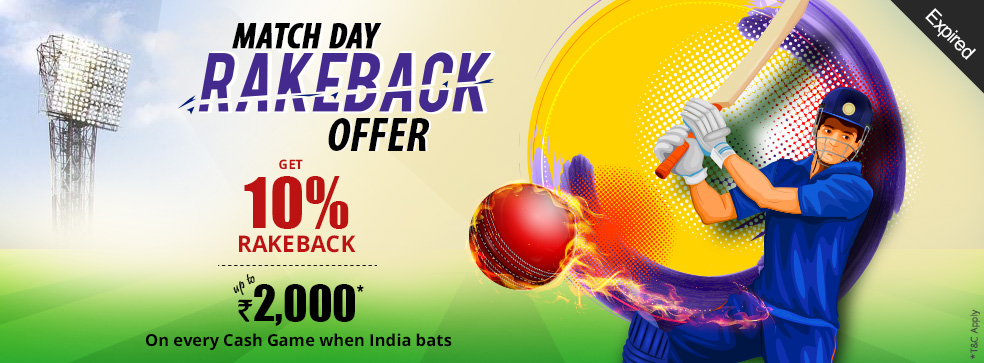 MATCH DAY
RAKEBACK
OFFER
GET
10%
RAKEBACK
up to
₹2,000*
On every Cash Game when India bats
Expired
*T&C Apply